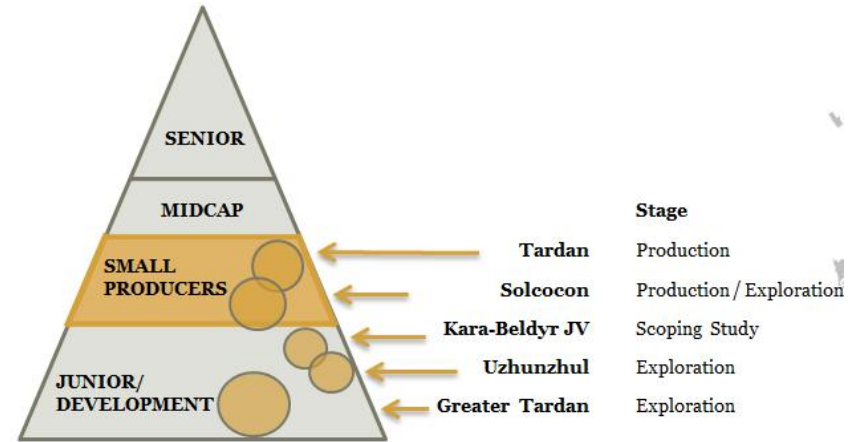 SENIOR
MIDCAP
SMALL
PRODUCERS
JUNIOR/
DEVELOPMENT
Stage
Tardan Production
Solcocon Production / Exploration
Kara-Beldyr JV Scoping Study
Uzhunzhul Exploration
Greater Tardan Exploration